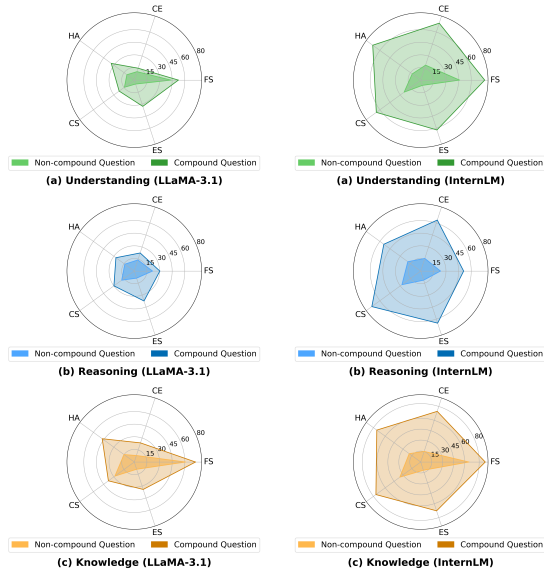 CE CE
HA 80 HA 80
60 60
45 45
30 30
15 15
FS FS
CS CS
ES ES
Non-compound Question Compound Question Non-compound Question Compound Question
(a) Understanding (LLaMA-3.1) (a) Understanding (InternLM)
CE CE
HA 80 HA 80
60 60
45 45
30 30
15 15
FS FS
CS CS
ES ES
Non-compound Question Compound Question Non-compound Question Compound Question
(b) Reasoning (LLaMA-3.1) (b) Reasoning (InternLM)
CE CE
HA 80 HA 80
60 60
45 45
30 30
15 15
FS FS
CS CS
ES ES
Non-compound Question Compound Question Non-compound Question Compound Question
(c) Knowledge (LLaMA-3.1) (c) Knowledge (InternLM)